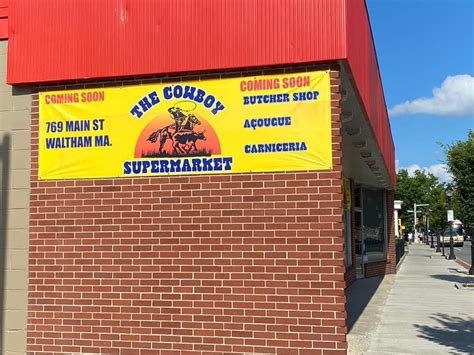 COMING SOON
769 MAIN ST
WALTHAM MA.
THE COWBOY
SUPERMARKET
COMING SOON
BUTCHER SHOP
AÇOUGUE
CARNICERIA